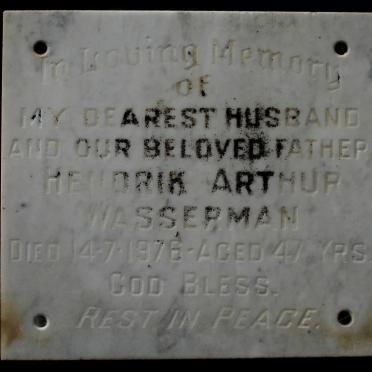 In Loving Memory
of
MY DEAREST HUSBAND
AND OUR BELOVED FATHER
HENDRIK ARTHUR
WASSERMAN
DIED 14-7-1978-AGED 47 YRS.
GOD BLESS.
REST IN PEACE.